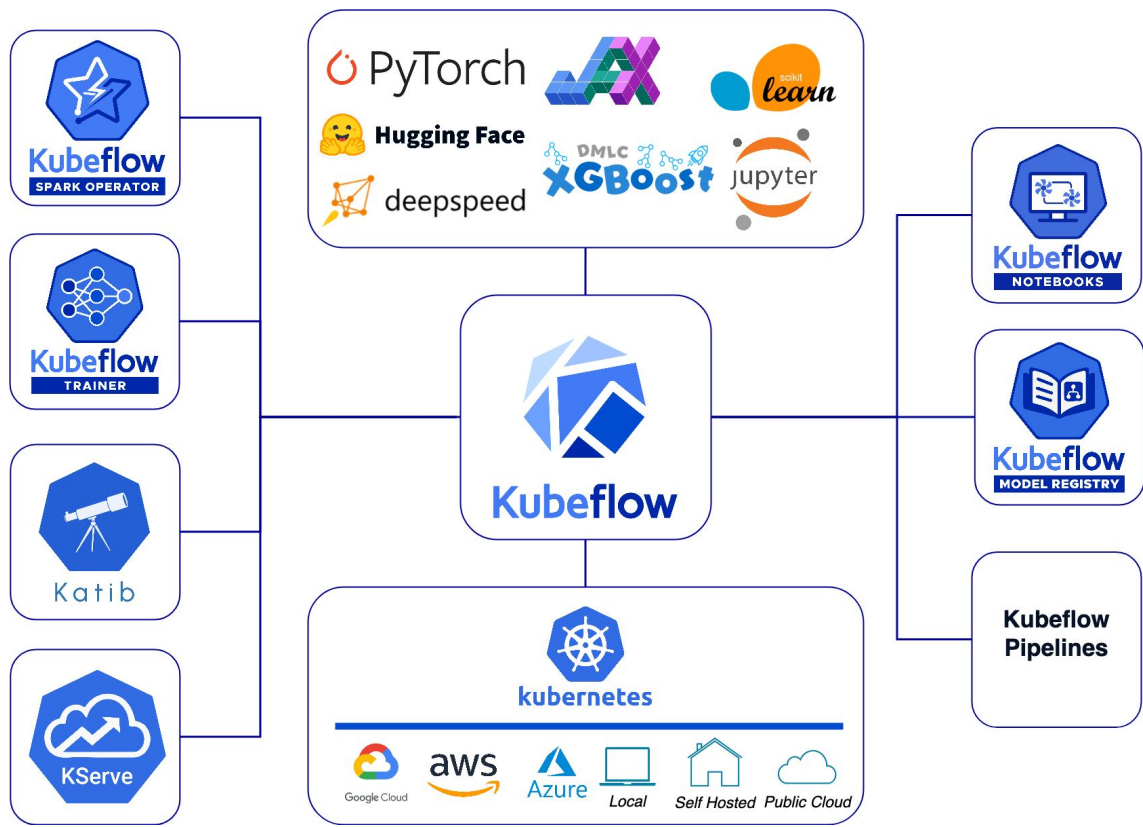 Kubeflow
SPARK OPERATOR
Kubeflow
TRAINER
Katib
KServe
PyTorch
JAX
scikit
learn
Hugging Face
DMLC
XGBoost
jupyter
deepspeed
Kubeflow
kubernetes
Google Cloud
aws
Azure
Local
Self Hosted
Public Cloud
Kubeflow
NOTEBOOKS
Kubeflow
MODEL REGISTRY
Kubeflow
Pipelines